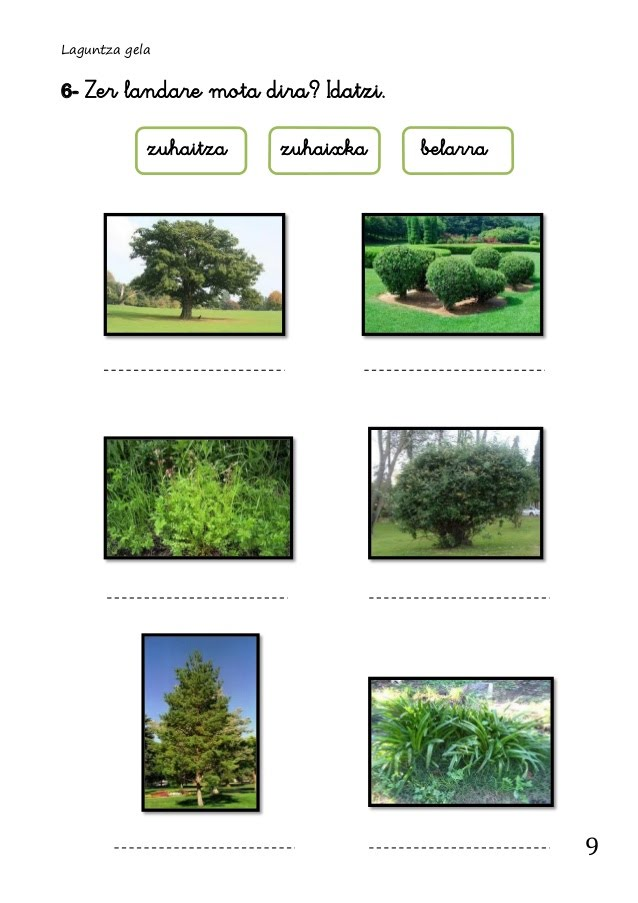 Laguntza gela
6- Zer landare mota dira? Idatzi.
zuhaitza zuhaixka belarra
9